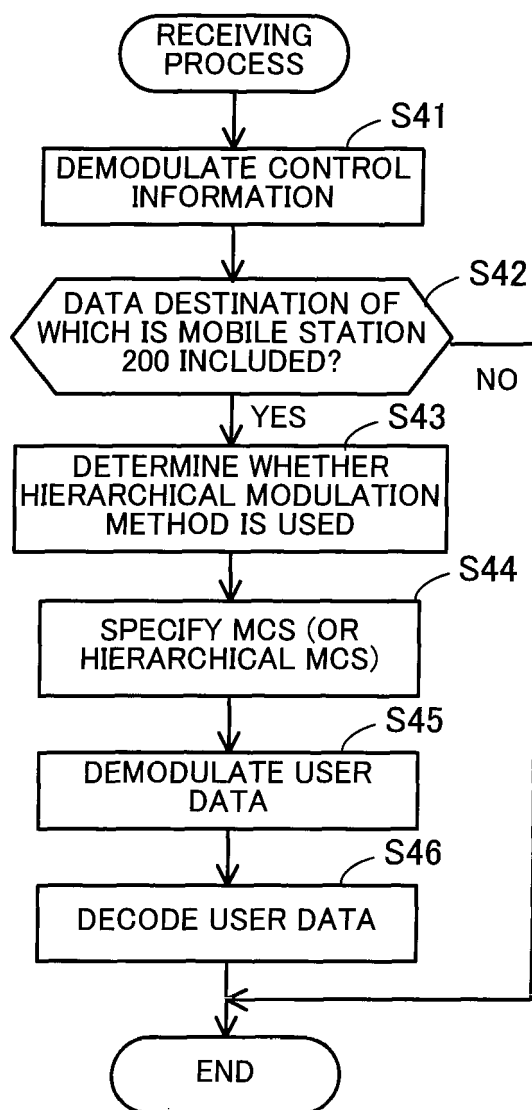 RECEIVING
PROCESS
S41
DEMODULATE CONTROL
INFORMATION
S42
DATA DESTINATION OF
WHICH IS MOBILE STATION
200 INCLUDED?
NO
YES
S43
DETERMINE WHETHER
HIERARCHICAL MODULATION
METHOD IS USED
S44
SPECIFY MCS (OR
HIERARCHICAL MCS)
S45
DEMODULATE USER
DATA
S46
DECODE USER DATA
END